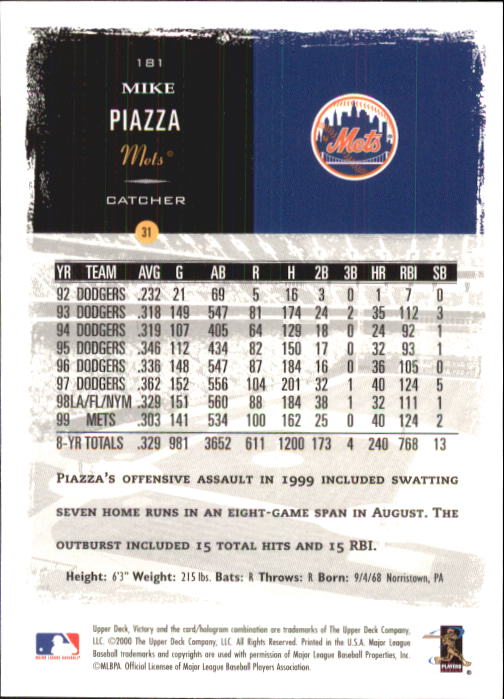 181
MIKE
PIAZZA
Mets®
CATCHER
31
Mets
YR TEAM AVG G AB R H 2B 3B HR RBI SB
92 DODGERS .232 21 69 5 16 3 0 1 7 0
93 DODGERS .318 149 547 81 174 24 2 35 112 3
94 DODGERS .319 107 405 64 129 18 0 24 92 1
95 DODGERS .346 112 434 82 150 17 0 32 93 1
96 DODGERS .336 148 547 87 184 16 0 36 105 0
97 DODGERS .362 152 556 104 201 32 1 40 124 5
98LA/FL/NYM .329 151 560 88 184 38 1 32 111 1
99 METS .303 141 534 100 162 25 0 40 124 2
8-YR TOTALS .329 981 3652 611 1200 173 4 240 768 13
PIAZZA'S OFFENSIVE ASSAULT IN 1999 INCLUDED SWATTING
SEVEN HOME RUNS IN AN EIGHT-GAME SPAN IN AUGUST. THE
OUTBURST INCLUDED 15 TOTAL HITS AND 15 RBI.
Height: 6'3" Weight: 215 lbs. Bats: R Throws: R Born: 9/4/68 Norristown, PA
Upper Deck, Victory and the card/hologram combination are trademarks of The Upper Deck Company,
LLC. ©2000 The Upper Deck Company, LLC. All Rights Reserved. Printed in the U.S.A. Major League
Baseball trademarks and copyrights are used with permission of Major League Baseball Properties, Inc.
©MLBPA Official Licensee of Major League Baseball Players Association.
MAJOR LEAGUE BASEBALL
PLAYERS